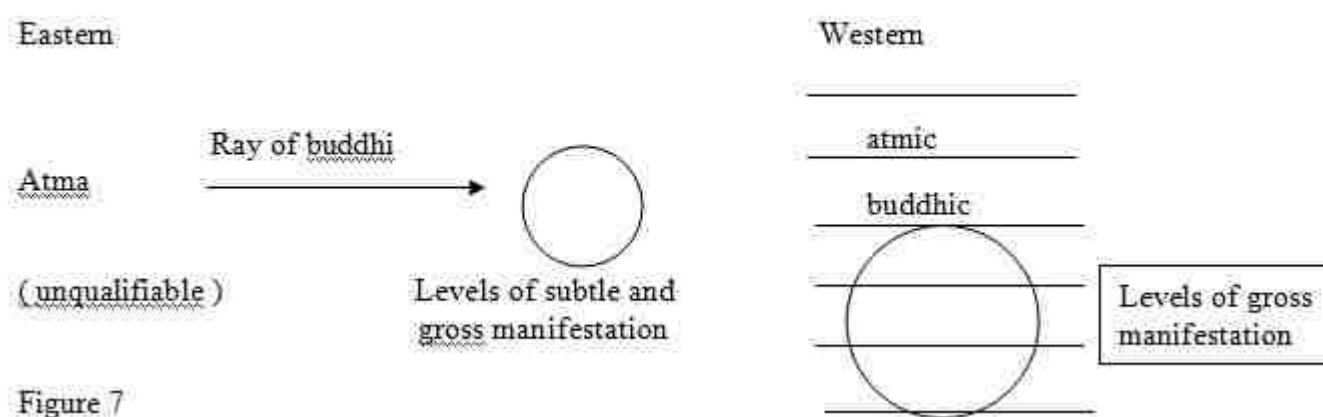 Eastern
Western
Ray of buddhi
atmic
Atma
buddhic
( unqualifiable )
Levels of subtle and
gross manifestation
Levels of gross
manifestation
Figure 7